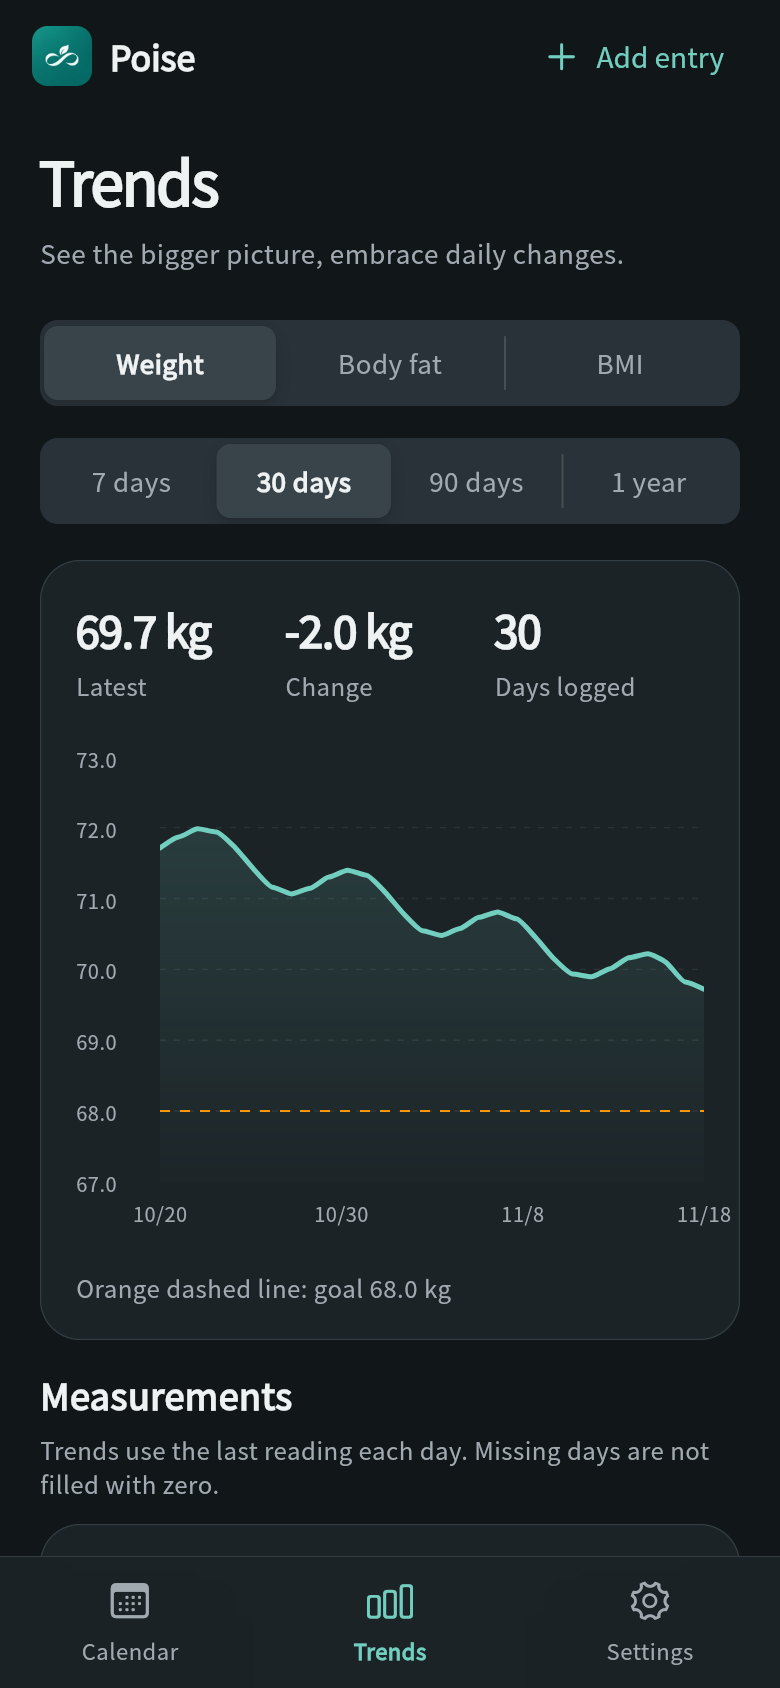 Poise
Add entry
Trends
See the bigger picture, embrace daily changes.
Weight
Body fat
BMI
7 days
30 days
90 days
1 year
69.7 kg
-2.0 kg
30
Latest
Change
Days logged
73.0
72.0
71.0
70.0
69.0
68.0
67.0
10/20
10/30
11/8
11/18
Orange dashed line: goal 68.0 kg
Measurements
Trends use the last reading each day. Missing days are not
filled with zero.
Calendar
Trends
Settings